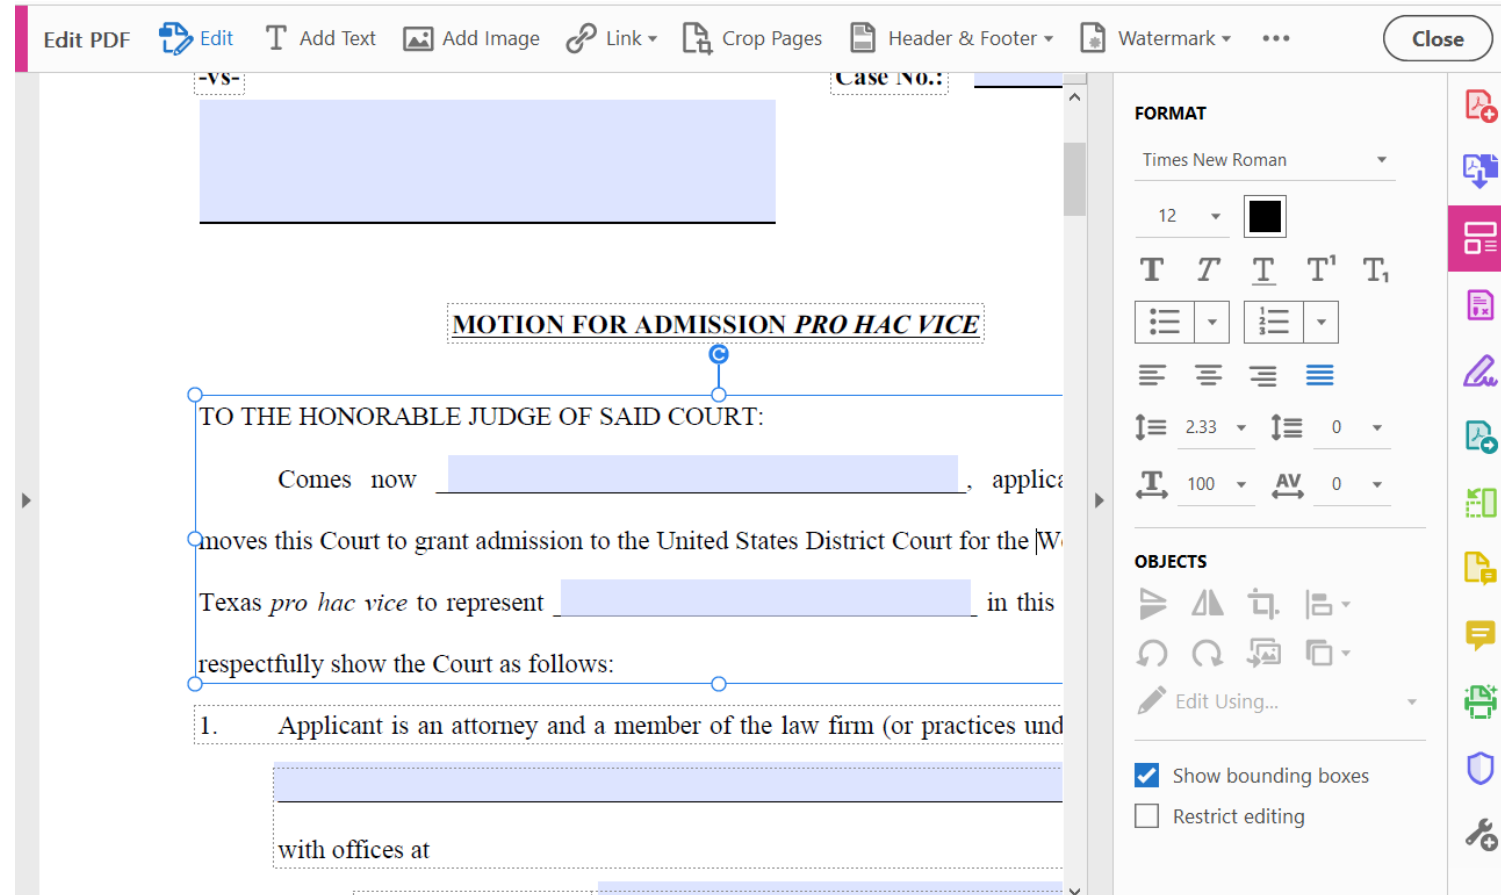 Edit PDF Edit Add Text Add Image Link Crop Pages Header & Footer Watermark Close
-vs- Case No.:
MOTION FOR ADMISSION PRO HAC VICE
TO THE HONORABLE JUDGE OF SAID COURT:
Comes now , applica
moves this Court to grant admission to the United States District Court for the W
Texas pro hac vice to represent in this
respectfully show the Court as follows:
1. Applicant is an attorney and a member of the law firm (or practices und
with offices at
FORMAT
Times New Roman
12
2.33 0
100 AV 0
OBJECTS
Edit Using...
Show bounding boxes
Restrict editing